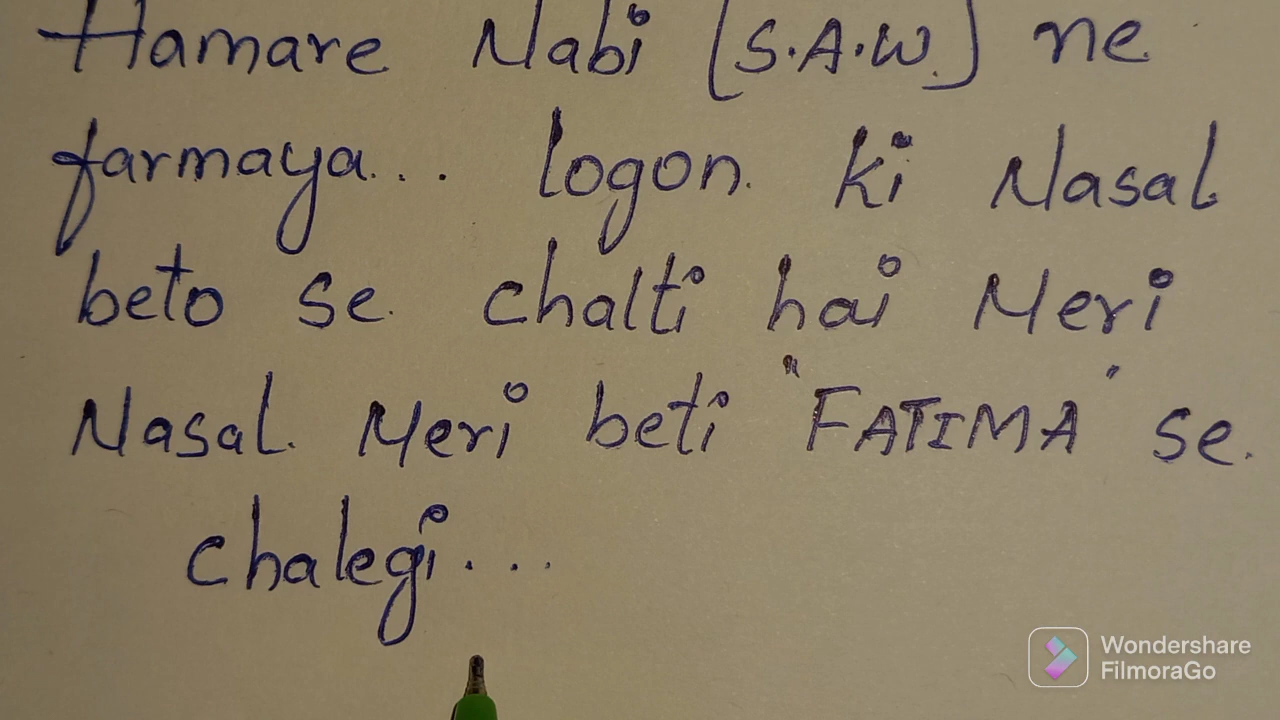 Hamare Nabi [S.A.W.] ne
farmaya... logon. ki Nasal
beto se. chalti hai Meri
Nasal. Meri beti "FATIMA" se.
chalegi...
Wondershare
FilmoraGo